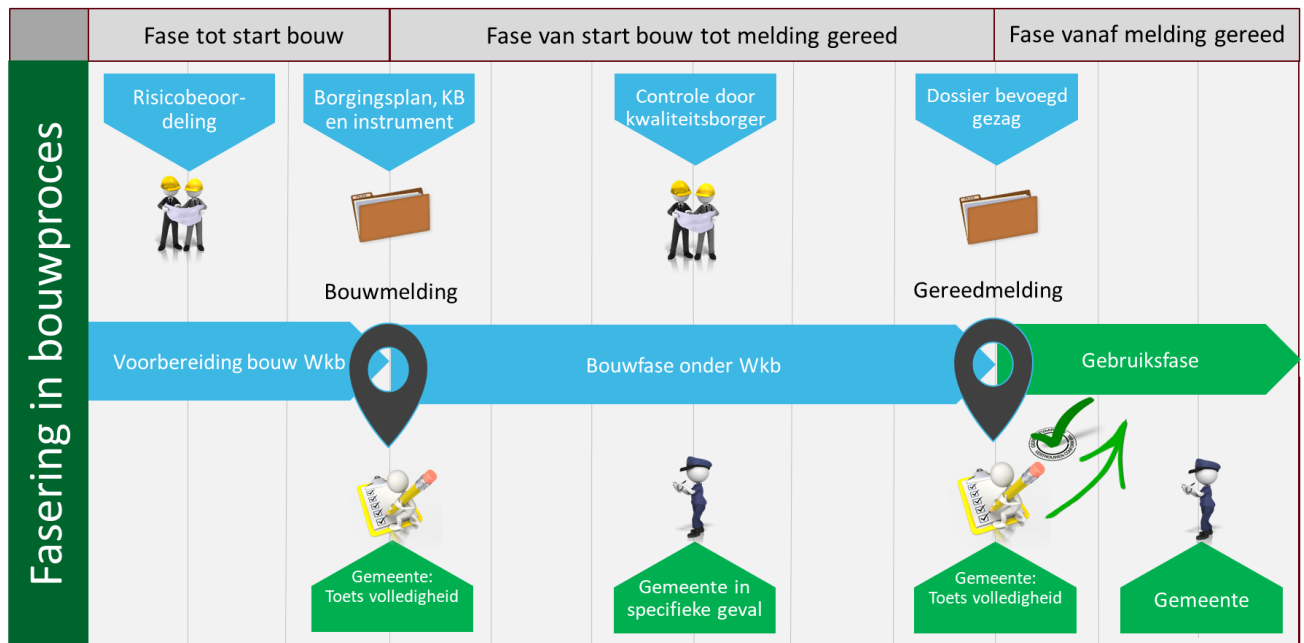 Fase tot start bouw
Fase van start bouw tot melding gereed
Fase vanaf melding gereed
Fasering in bouwproces
Risicobeoor-
deling
Borgingsplan, KB
en instrument
Controle door
kwaliteitsborger
Dossier bevoegd
gezag
Bouwmelding
Gereedmelding
Voorbereiding bouw Wkb
Bouwfase onder Wkb
Gebruiksfase
Gemeente:
Toets volledigheid
Gemeente in
specifieke geval
Gemeente:
Toets volledigheid
Gemeente